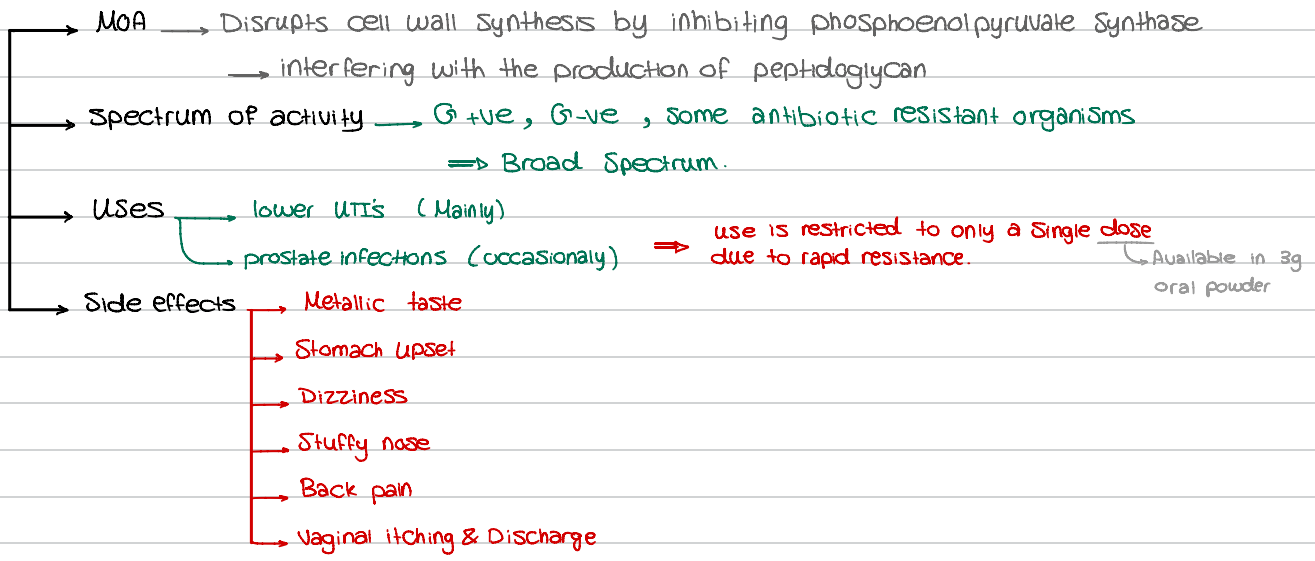 MOA → Disrupts cell wall synthesis by inhibiting phosphoenolpyruvate synthase
→ interfering with the production of peptidoglycan
Spectrum of activity → G +ve, G-ve, some antibiotic resistant organisms
⇒ Broad Spectrum.
Uses → lower UTI's (Mainly)
→ prostate infections (occasionaly) ⇒ use is restricted to only a single dose
due to rapid resistance.
→ Available in 3g
oral powder
Side effects → Metallic taste
→ Stomach upset
→ Dizziness
→ Stuffy nose
→ Back pain
→ Vaginal itching & Discharge